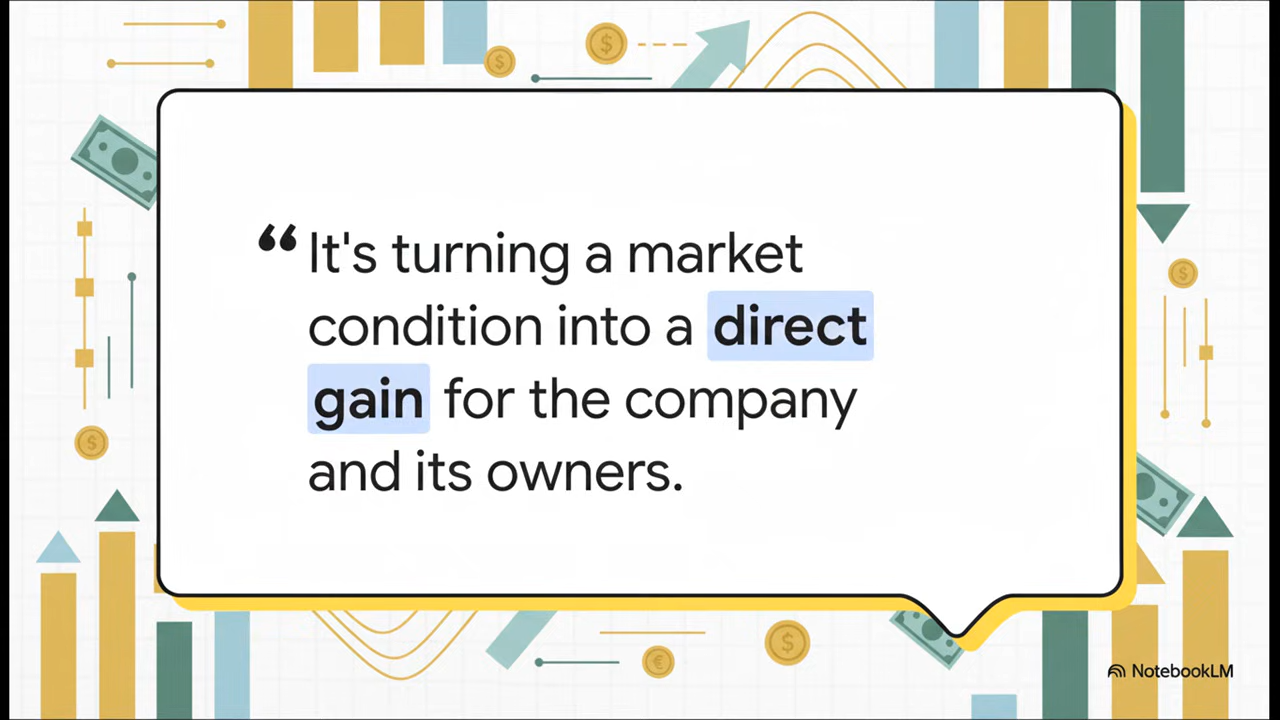 “It's turning a market
condition into a direct
gain for the company
and its owners.
NotebookLM